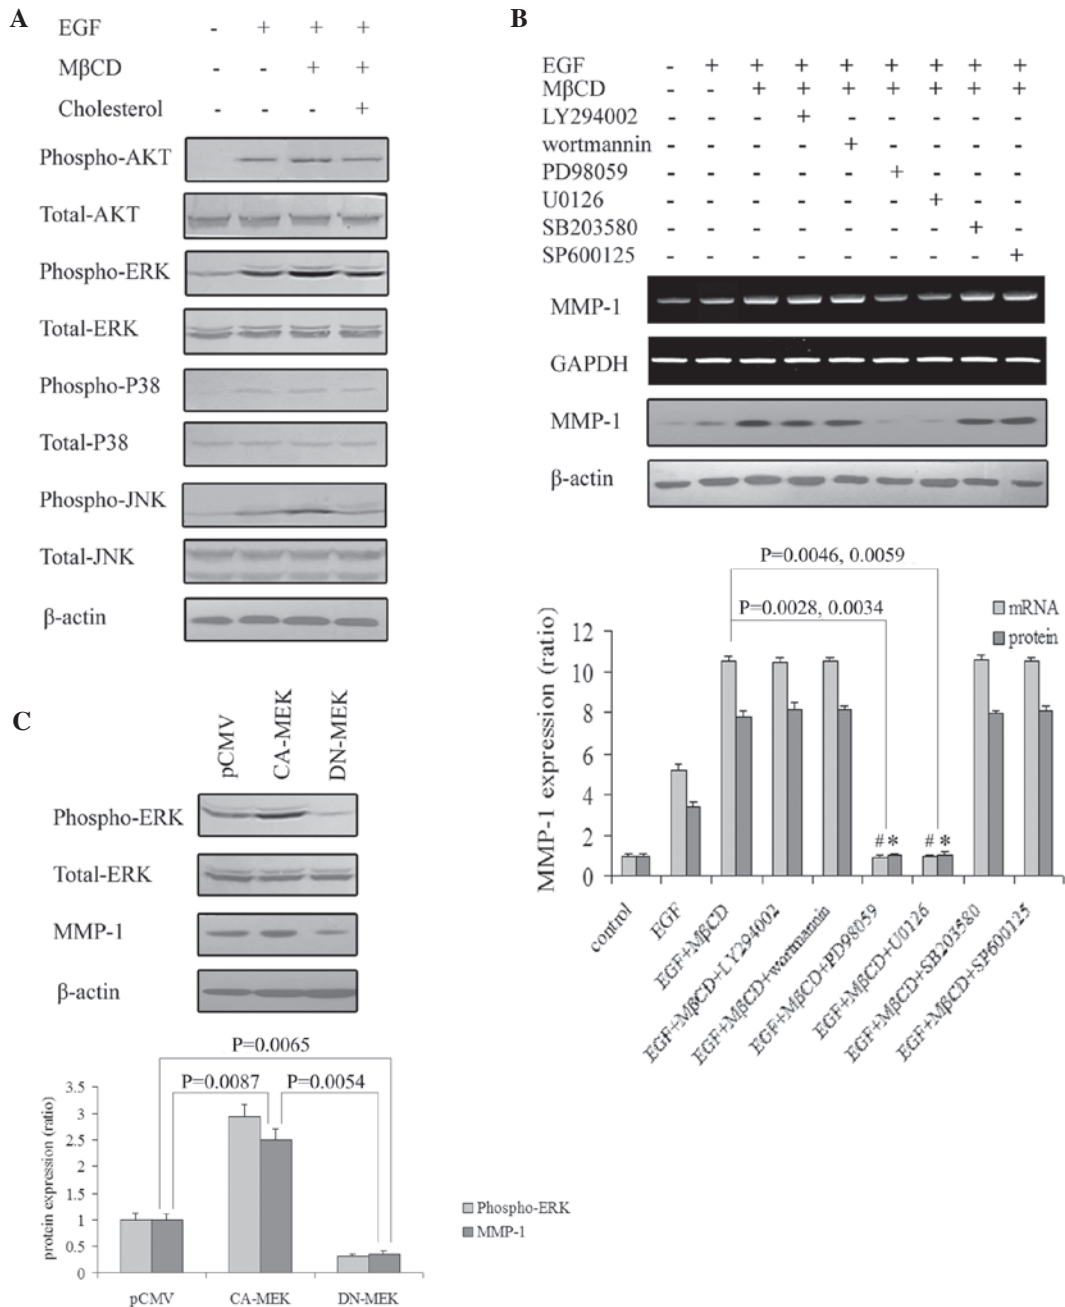 A
EGF - + + +
MβCD - - + +
Cholesterol - - - +
Phospho-AKT
Total-AKT
Phospho-ERK
Total-ERK
Phospho-P38
Total-P38
Phospho-JNK
Total-JNK
β-actin
B
EGF - + + + + + + + +
MβCD - - + + + + + + +
LY294002 - - - + - - - - -
wortmannin - - - - + - - - -
PD98059 - - - - - + - - -
U0126 - - - - - - + - -
SB203580 - - - - - - - + -
SP600125 - - - - - - - - +
MMP-1
GAPDH
MMP-1
β-actin
P=0.0046, 0.0059
P=0.0028, 0.0034
mRNA
protein
MMP-1 expression (ratio)
12
10
8
6
4
2
0
# * # *
control
EGF
EGF+MβCD
EGF+MβCD+LY294002
EGF+MβCD+wortmannin
EGF+MβCD+PD98059
EGF+MβCD+U0126
EGF+MβCD+SB203580
EGF+MβCD+SP600125
C
pCMV
CA-MEK
DN-MEK
Phospho-ERK
Total-ERK
MMP-1
β-actin
P=0.0065
P=0.0087 P=0.0054
protein expression (ratio)
3.5
3
2.5
2
1.5
1
0.5
0
pCMV CA-MEK DN-MEK
Phospho-ERK
MMP-1